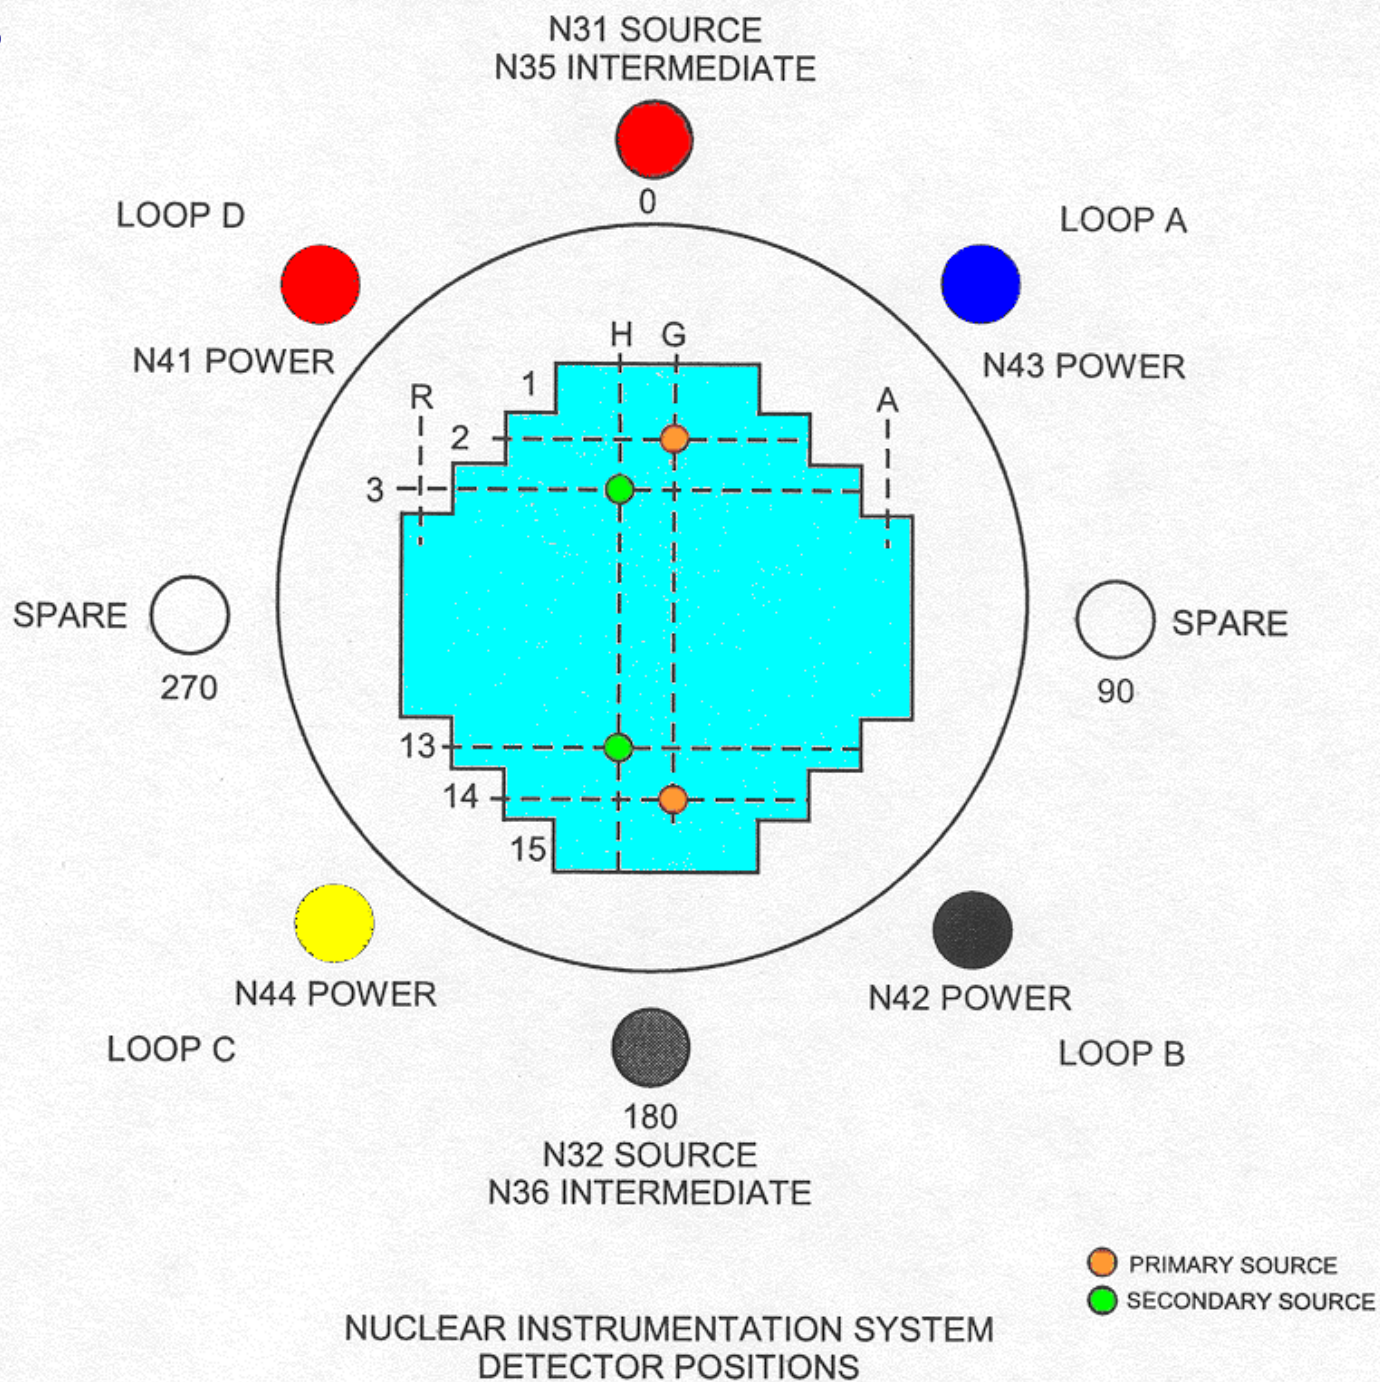 N31 SOURCE
N35 INTERMEDIATE
0
LOOP D
LOOP A
N41 POWER
N43 POWER
H G
R
A
1
2
3
SPARE
270
SPARE
90
13
14
15
N44 POWER
N42 POWER
LOOP C
LOOP B
180
N32 SOURCE
N36 INTERMEDIATE
PRIMARY SOURCE
SECONDARY SOURCE
NUCLEAR INSTRUMENTATION SYSTEM
DETECTOR POSITIONS